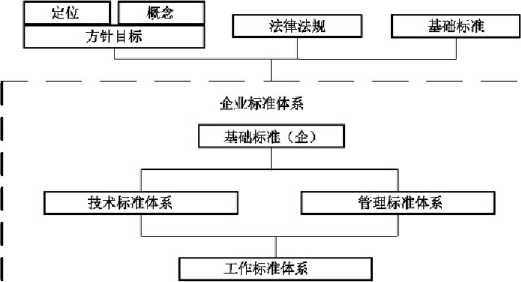 定位 概念
方针目标 法律法规 基础标准
企业标准体系
基础标准（企）
技术标准体系 管理标准体系
工作标准体系